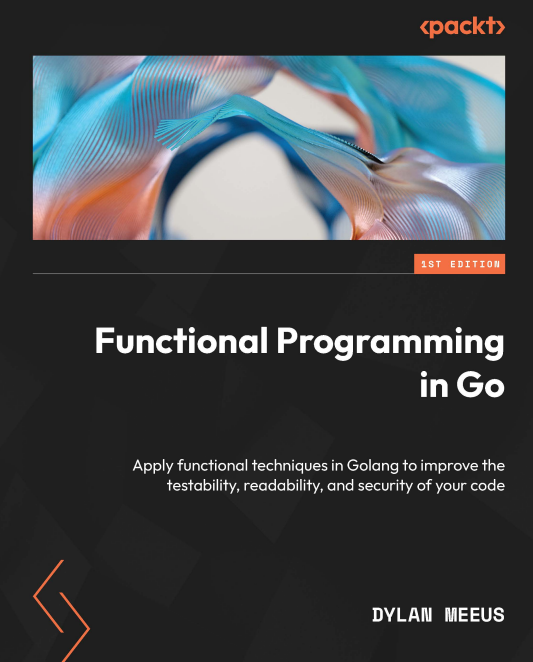 <packt>
1ST EDITION
Functional Programming
in Go
Apply functional techniques in Golang to improve the
testability, readability, and security of your code
DYLAN MEEUS